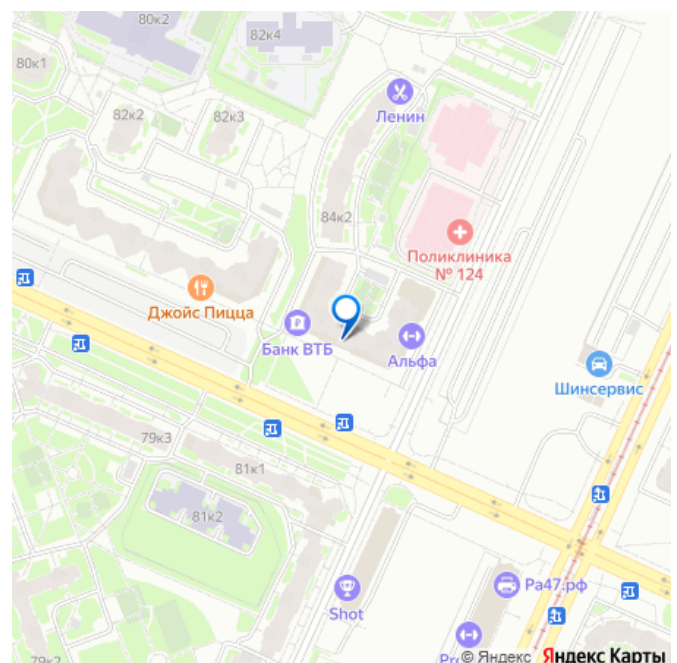 80к2
82к4
80к1
82к2
82к3
Ленин
84к2
Поликлиника
№ 124
Джойс Пицца
Банк ВТБ
Альфа
Шинсервис
79к3
81к1
81к2
Ра47.рф
Shot
79к2
© Яндекс Яндекс Карты